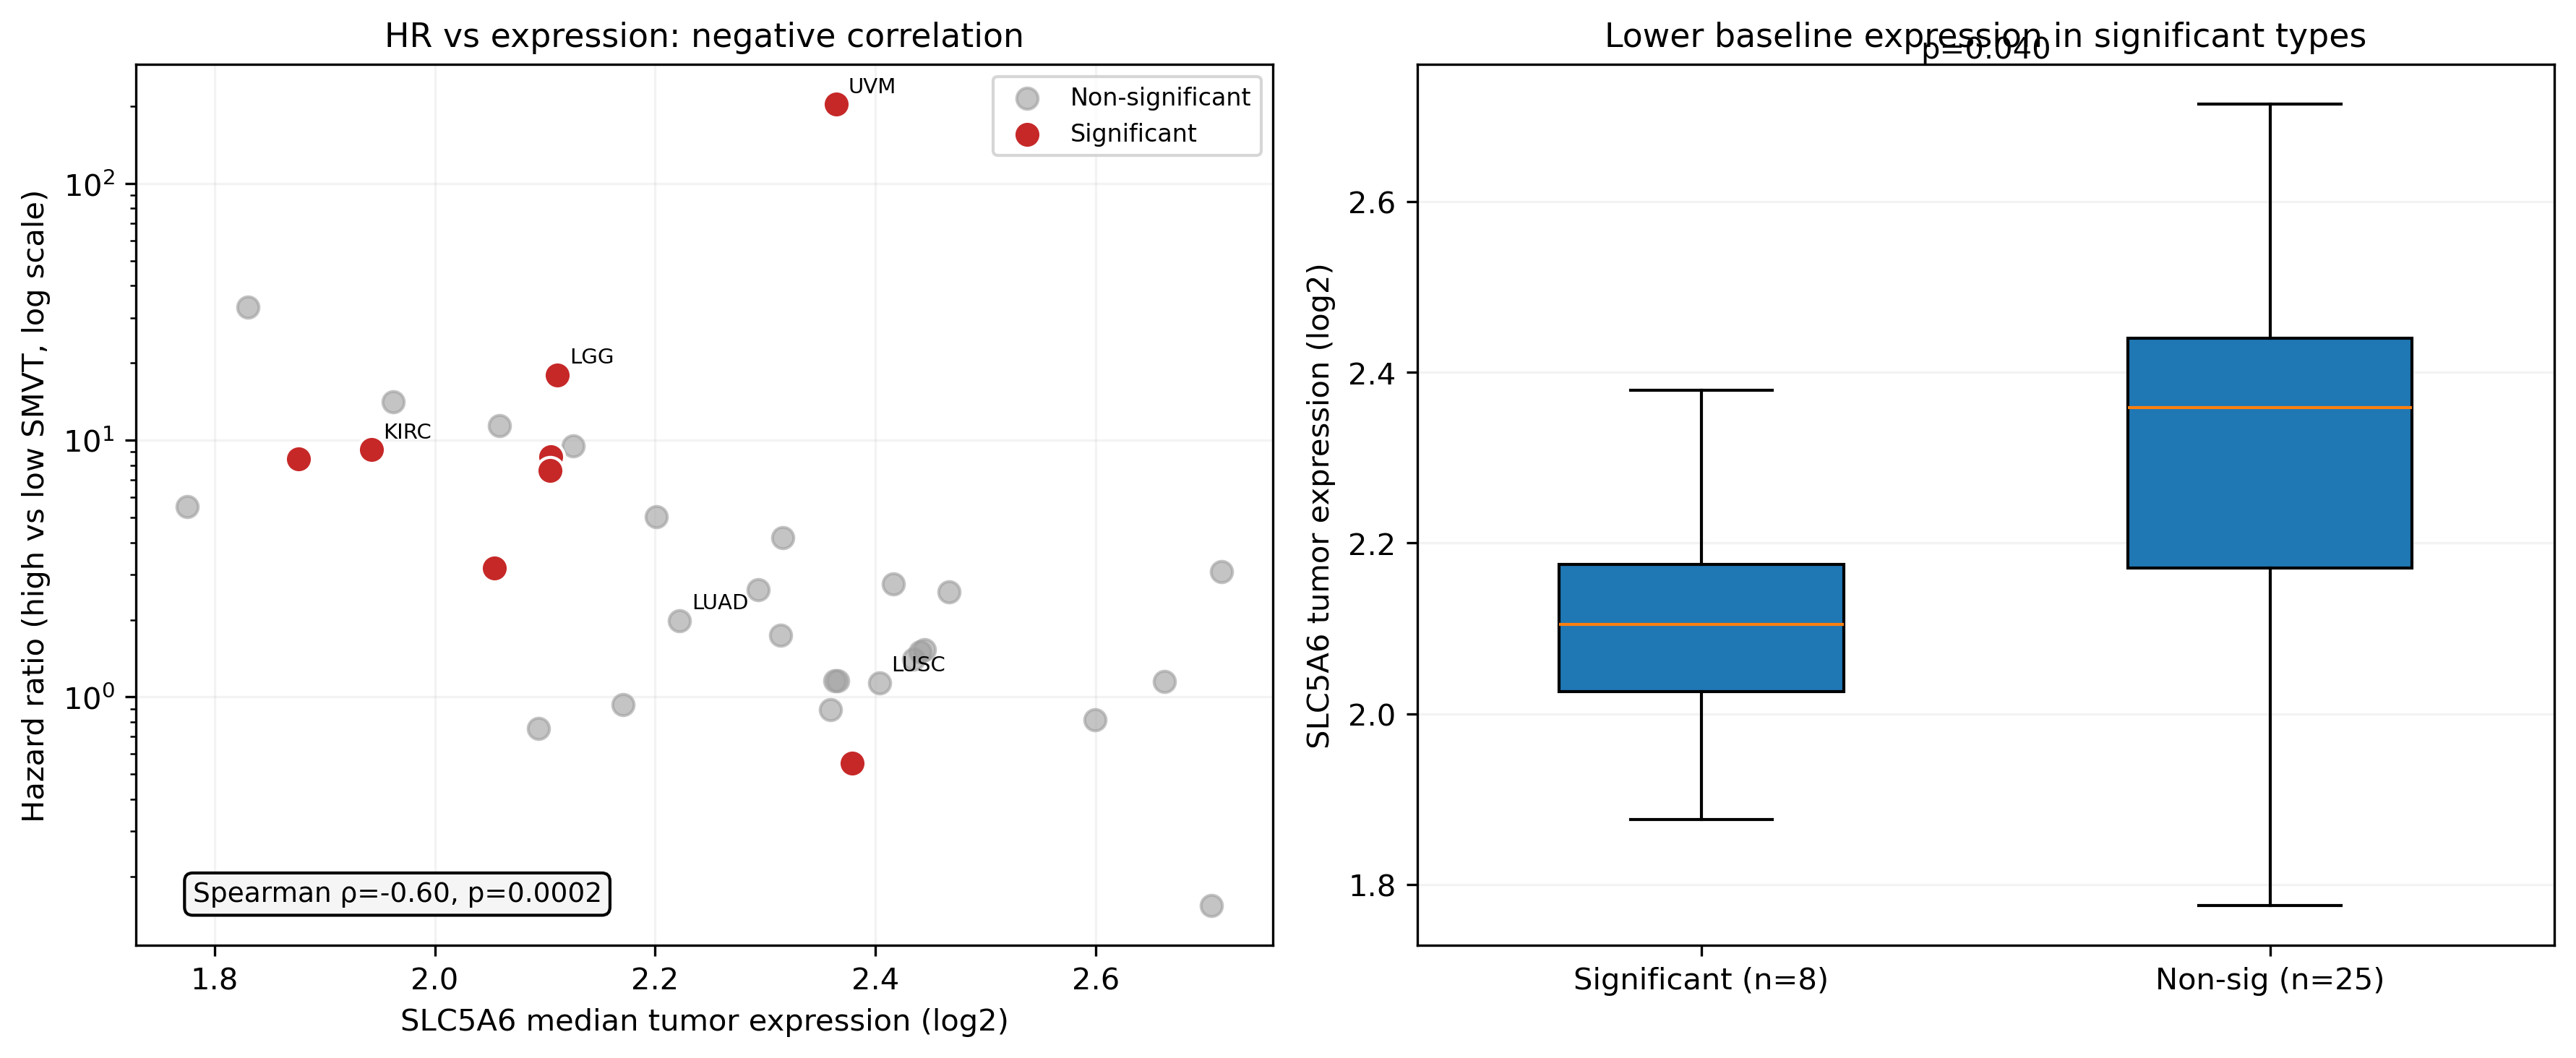 HR vs expression: negative correlation
Hazard ratio (high vs low SMVT, log scale)
10²
10¹
10⁰
UVM
LGG
KIRC
LUAD
LUSC
Non-significant
Significant
Spearman ρ=-0.60, p=0.0002
1.8
2.0
2.2
2.4
2.6
SLC5A6 median tumor expression (log2)
Lower baseline expression in significant types
p=0.040
SLC5A6 tumor expression (log2)
2.6
2.4
2.2
2.0
1.8
Significant (n=8)
Non-sig (n=25)